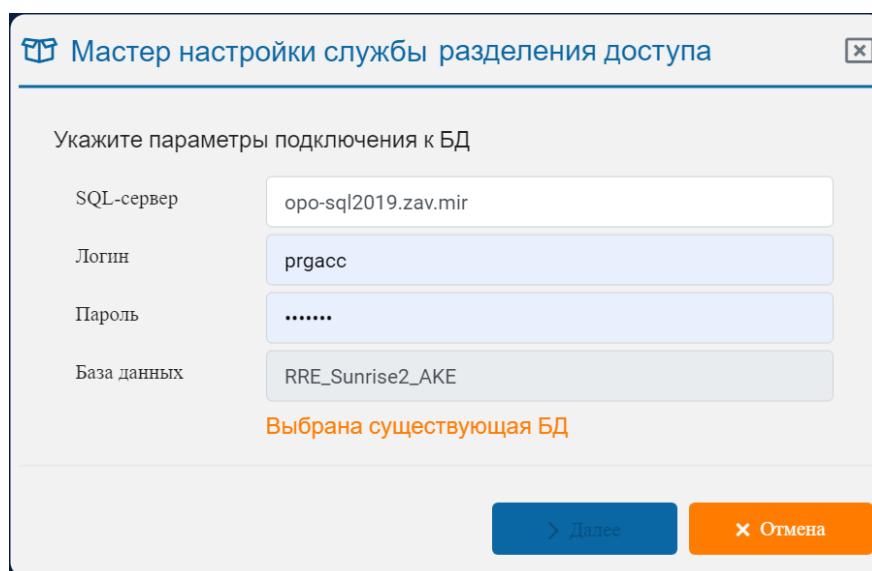 Мастер настройки службы разделения доступа
Укажите параметры подключения к БД
SQL-сервер
opo-sql2019.zav.mir
Логин
prgacc
Пароль
•••••••
База данных
RRE_Sunrise2_AKE
Выбрана существующая БД
Далее
Отмена